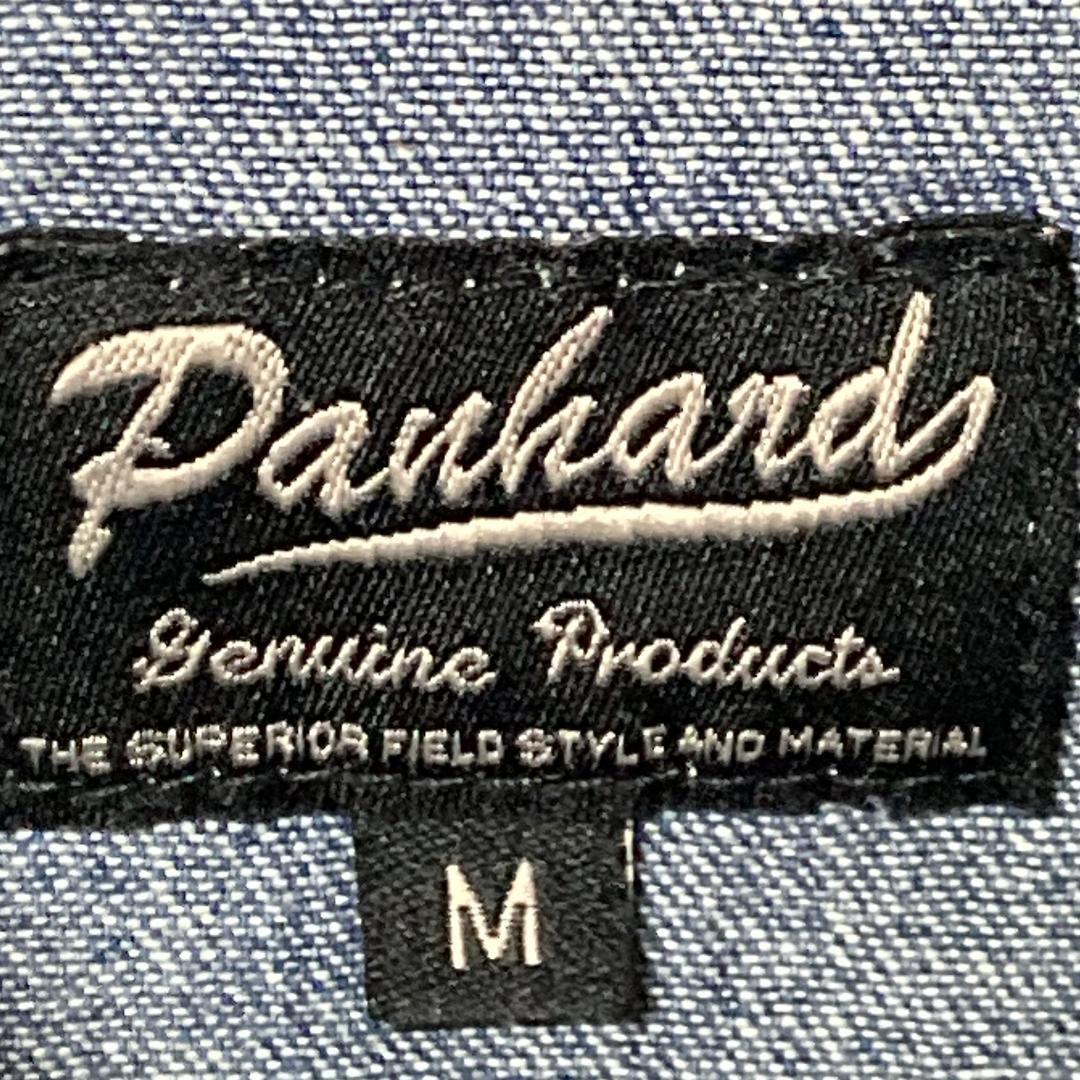 Panhard
Genuine Products
THE SUPERIOR FIELD STYLE AND MATERIAL
M